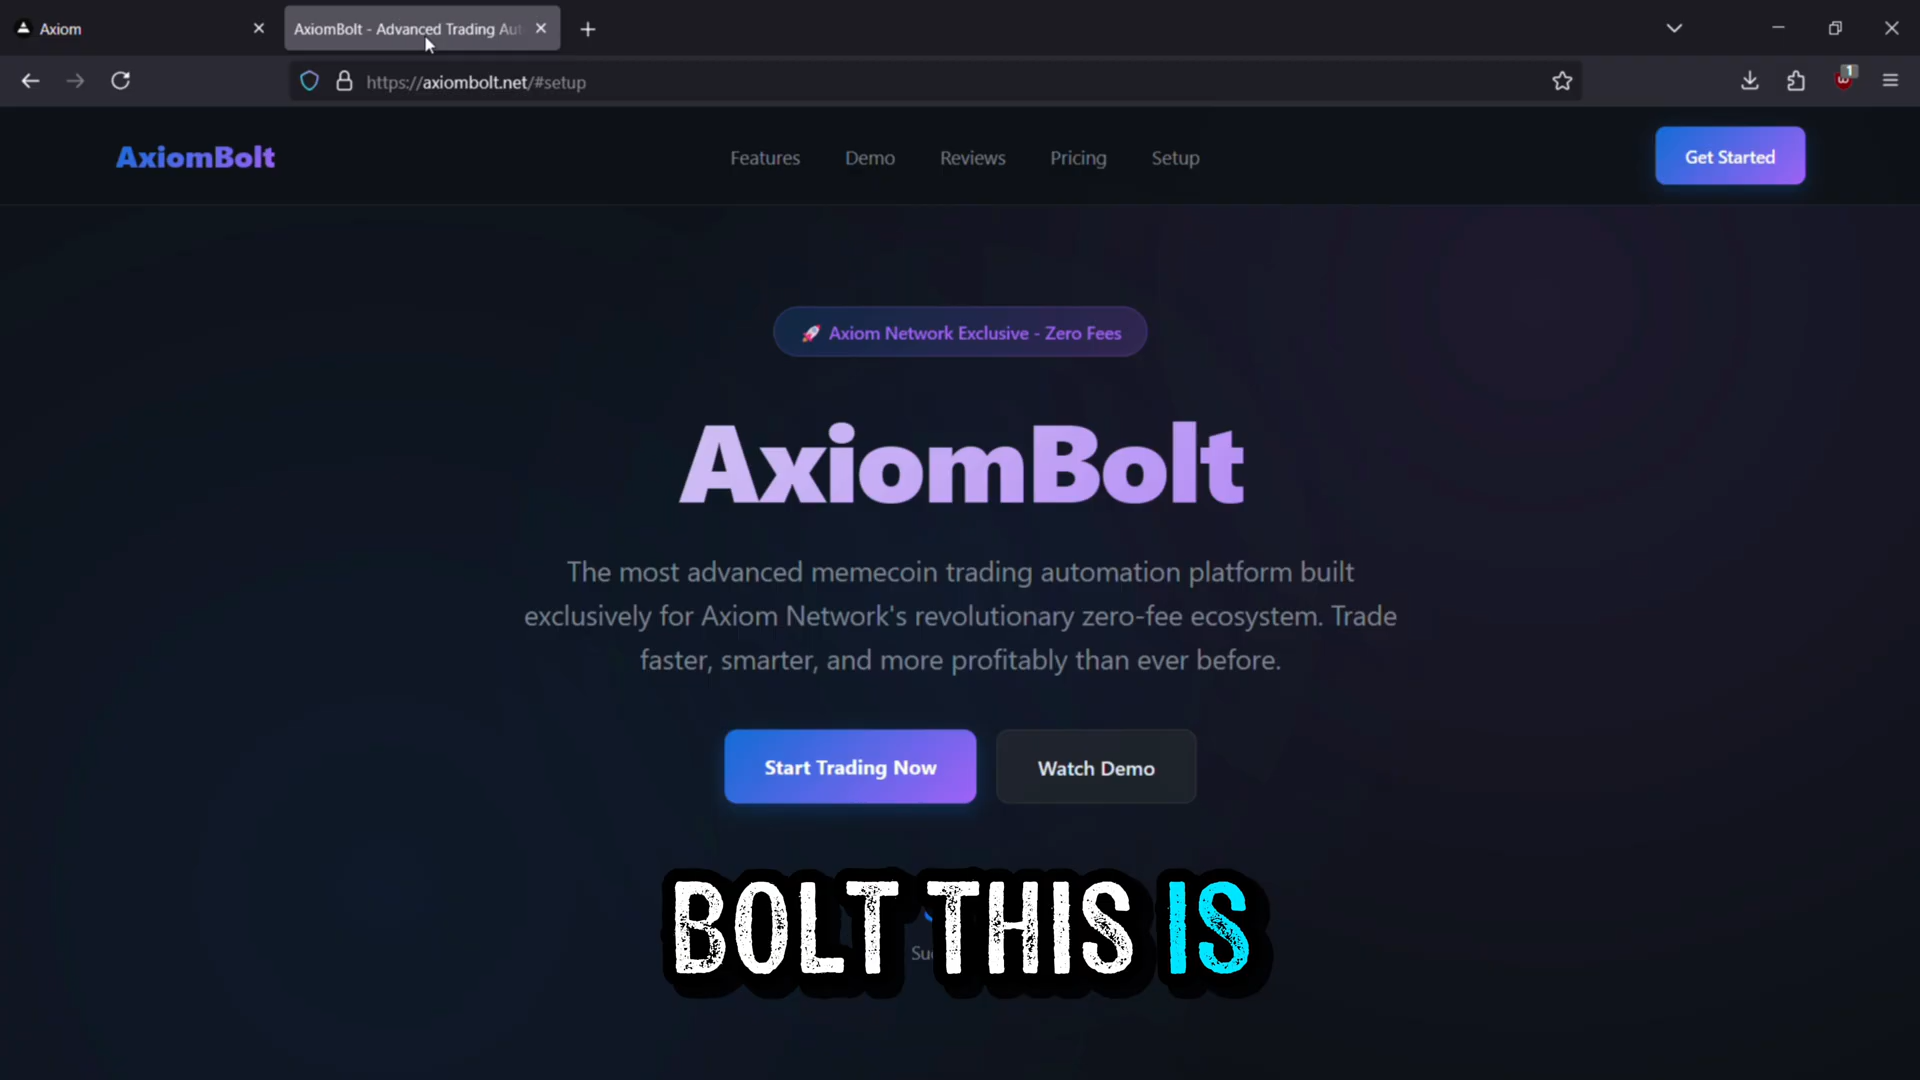 Axiom
AxiomBolt - Advanced Trading Aut
https://axiombolt.net/#setup
1
AxiomBolt
Features
Demo
Reviews
Pricing
Setup
Get Started
🚀 Axiom Network Exclusive - Zero Fees
AxiomBolt
The most advanced memecoin trading automation platform built
exclusively for Axiom Network's revolutionary zero-fee ecosystem. Trade
faster, smarter, and more profitably than ever before.
Start Trading Now
Watch Demo
BOLT THIS IS